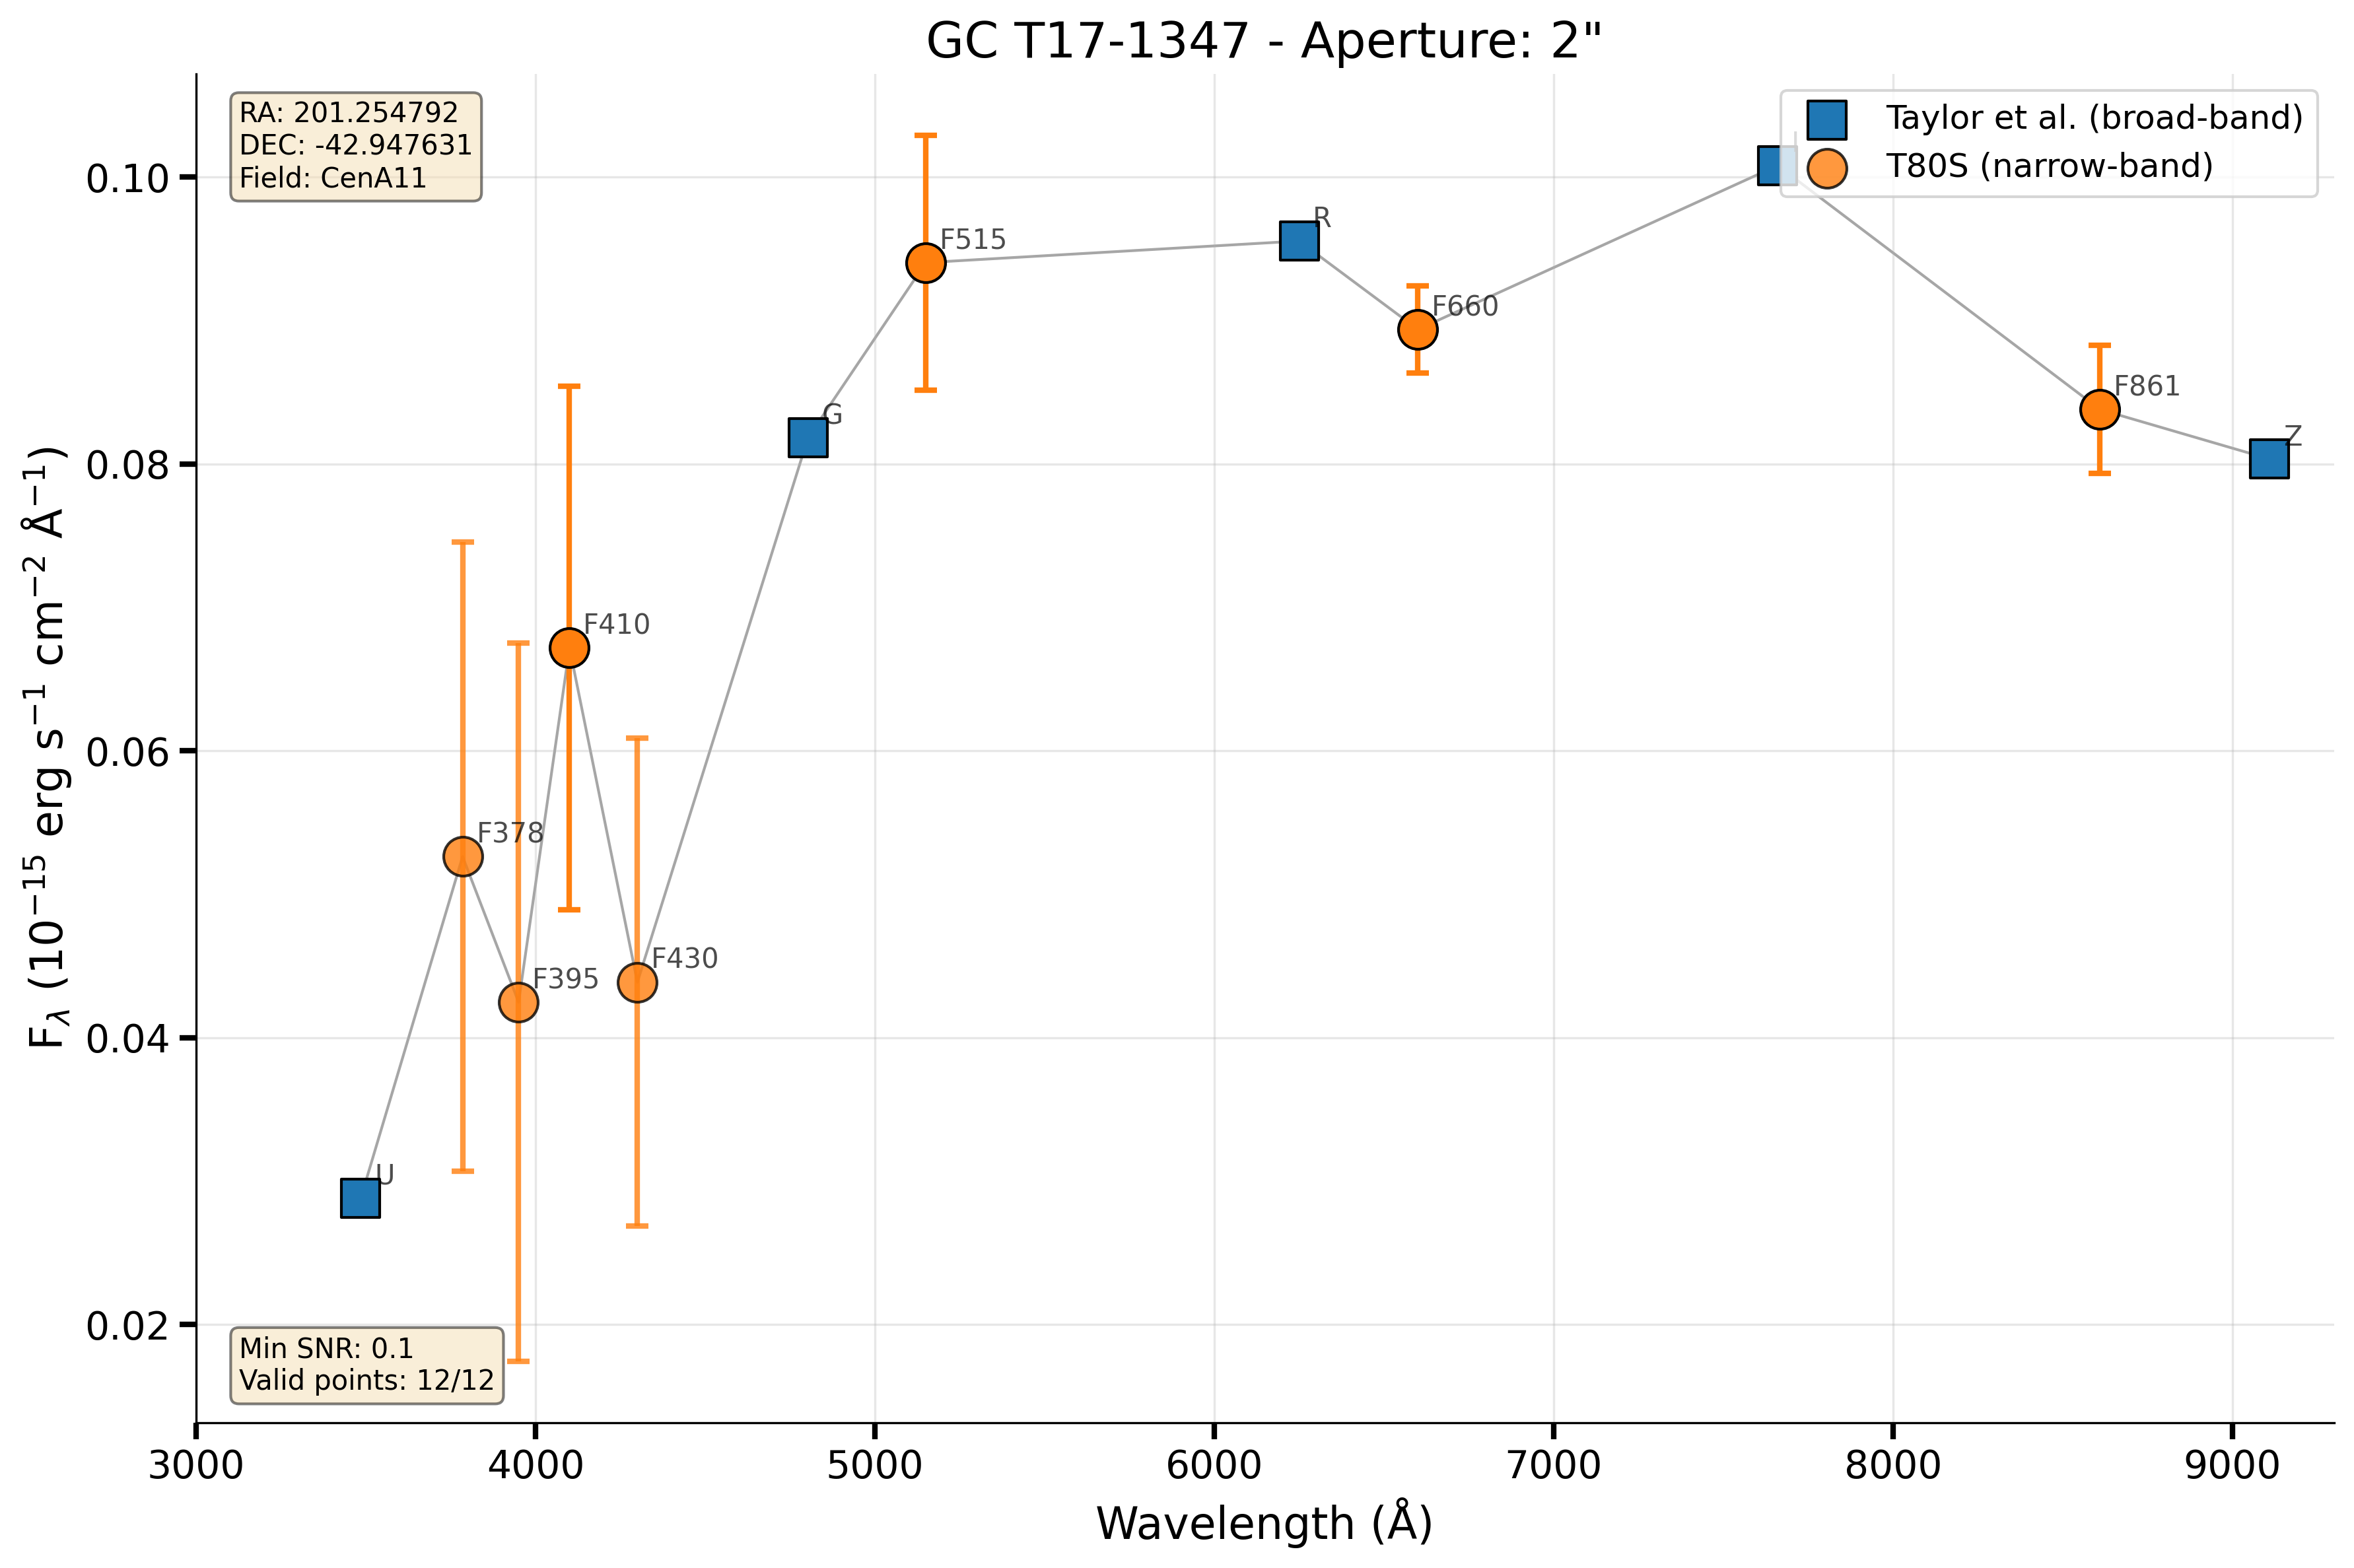 GC T17-1347 - Aperture: 2"
RA: 201.254792
DEC: -42.947631
Field: CenA11
Taylor et al. (broad-band)
T80S (narrow-band)
0.10
0.08
0.06
0.04
0.02
F_λ (10⁻¹⁵ erg s⁻¹ cm⁻² Å⁻¹)
U
F378
F395
F410
F430
G
F515
R
F660
F861
Z
Min SNR: 0.1
Valid points: 12/12
3000 4000 5000 6000 7000 8000 9000
Wavelength (Å)